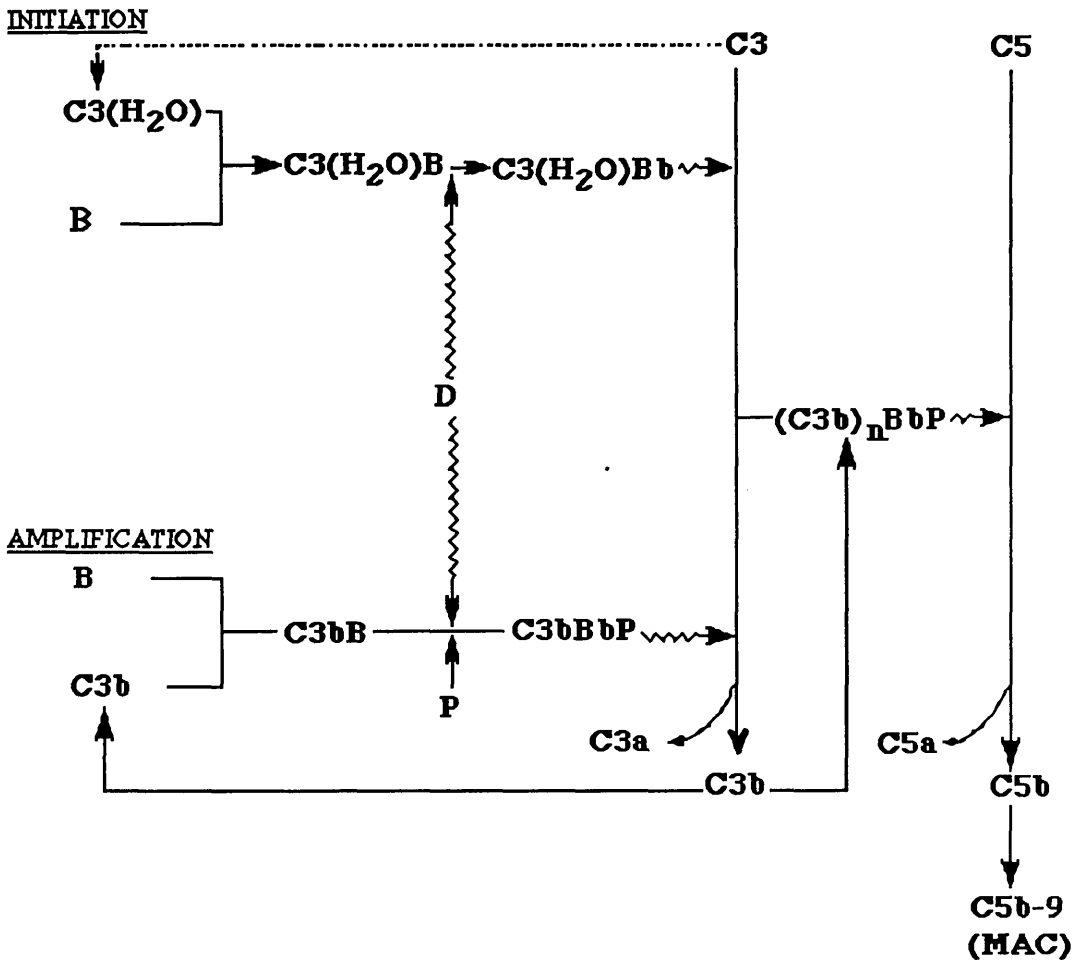 INITIATION
C3
C5
C3(H₂O)
C3(H₂O)B
C3(H₂O)Bb
B
D
(C3b)ₙBbP
AMPLIFICATION
B
C3bB
C3bBbP
C3b
P
C3a
C5a
C3b
C5b
C5b-9
(MAC)